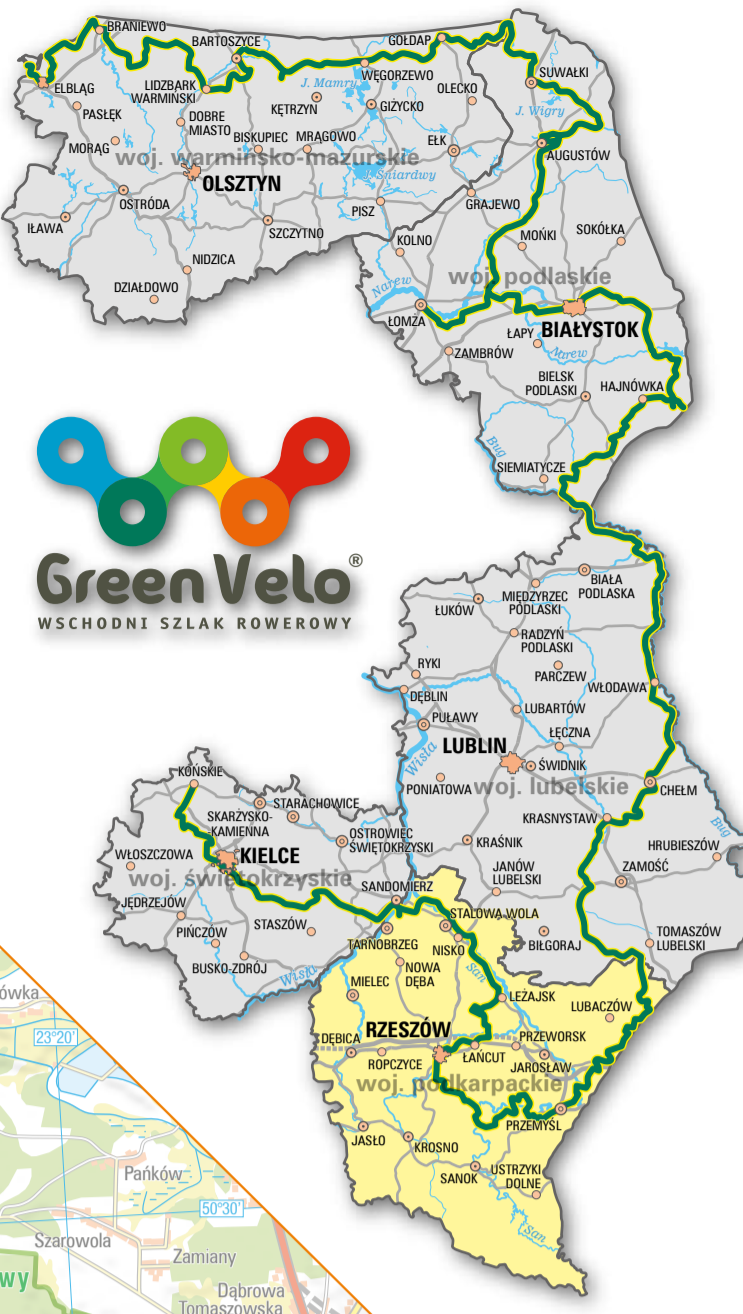 BRANIEWO
BARTOSZYCE
GOŁDAP
ELBLĄG
LIDZBARK
WARMIŃSKI
WĘGORZEWO
SUWAŁKI
J. Mamry
OLECKO
PASŁĘK
KĘTRZYN
GIŻYCKO
J. Wigry
DOBRE
MIASTO
BISKUPIEC
MRĄGOWO
MORĄG
EŁK
AUGUSTÓW
woj. warmińsko-mazurskie
OLSZTYN
J. Śniardwy
OSTRÓDA
PISZ
GRAJEWO
IŁAWA
SZCZYTNO
KOLNO
MOŃKI
SOKÓŁKA
NIDZICA
woj. podlaskie
DZIAŁDOWO
Narew
ŁOMŻA
BIAŁYSTOK
ŁAPY
ZAMBRÓW
Narew
BIELSK
PODLASKI
HAJNÓWKA
Bug
SIEMIATYCZE
Green Velo®
WSCHODNI SZLAK ROWEROWY
BIAŁA
PODLASKA
MIĘDZYRZEC
PODLASKI
ŁUKÓW
RADZYŃ
PODLASKI
RYKI
PARCZEW
WŁODAWA
DĘBLIN
LUBARTÓW
PUŁAWY
ŁĘCZNA
LUBLIN
Wisła
ŚWIDNIK
KOŃSKIE
PONIATOWA
woj. lubelskie
CHEŁM
SKARŻYSKO-
-KAMIENNA
STARACHOWICE
KRASNYSTAW
Bug
OSTROWIEC
ŚWIĘTOKRZYSKI
KRAŚNIK
HRUBIESZÓW
WŁOSZCZOWA
KIELCE
JANÓW
LUBELSKI
ZAMOŚĆ
woj. świętokrzyskie
SANDOMIERZ
JĘDRZEJÓW
STALOWA WOLA
PIŃCZÓW
STASZÓW
TARNOBRZEG
NISKO
BIŁGORAJ
TOMASZÓW
LUBELSKI
BUSKO-ZDRÓJ
Wisła
NOWA
DĘBA
San
MIELEC
LEŻAJSK
LUBACZÓW
RZESZÓW
DĘBICA
PRZEWORSK
ROPCZYCE
ŁAŃCUT
JAROSŁAW
woj. podkarpackie
PRZEMYŚL
JASŁO
KROSNO
SANOK
USTRZYKI
DOLNE
San
ówka
23°20'
Pańków
50°30'
Szarowola
Zamiany
wy
Dąbrowa
Tomaszowska